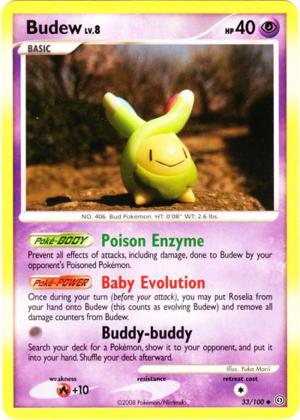 Budew LV.8
HP 40
BASIC
NO. 406 Bud Pokémon. HT: 0'08" WT: 2.6 lbs.
Poké-BODY Poison Enzyme
Prevent all effects of attacks, including damage, done to Budew by your
opponent's Poisoned Pokémon.
Poké-POWER Baby Evolution
Once during your turn (before your attack), you may put Roselia from
your hand onto Budew (this counts as evolving Budew) and remove all
damage counters from Budew.
Buddy-buddy
Search your deck for a Pokémon, show it to your opponent, and put it
into your hand. Shuffle your deck afterward.
Illus. Yuka Morii
weakness resistance retreat cost
+10
©2008 Pokémon/Nintendo
33/100